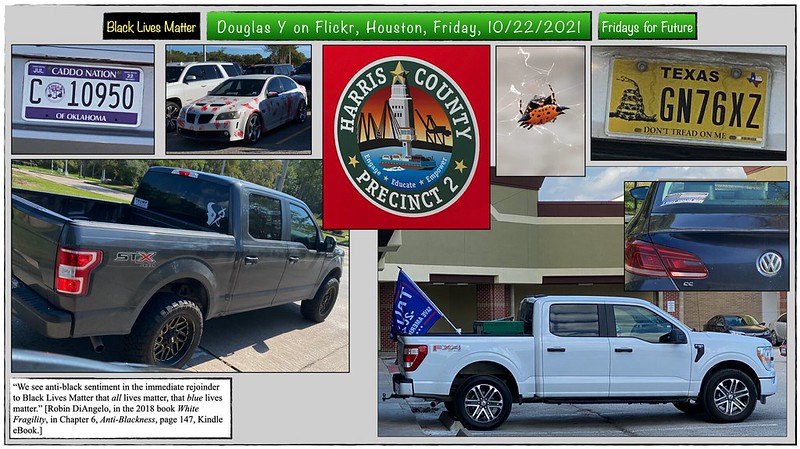 Black Lives Matter
Douglas Y on Flickr, Houston, Friday, 10/22/2021
Fridays for Future
JUL 22
CADDO NATION
C 10950
OF OKLAHOMA
HARRIS COUNTY
Engage • Educate • Empower
PRECINCT 2
TEXAS
GN76XZ
DON'T TREAD ON ME
STX
CC
TRUMP
FX4
“We see anti-black sentiment in the immediate rejoinder
to Black Lives Matter that all lives matter, that blue lives
matter.” [Robin DiAngelo, in the 2018 book White
Fragility, in Chapter 6, Anti-Blackness, page 147, Kindle
eBook.]